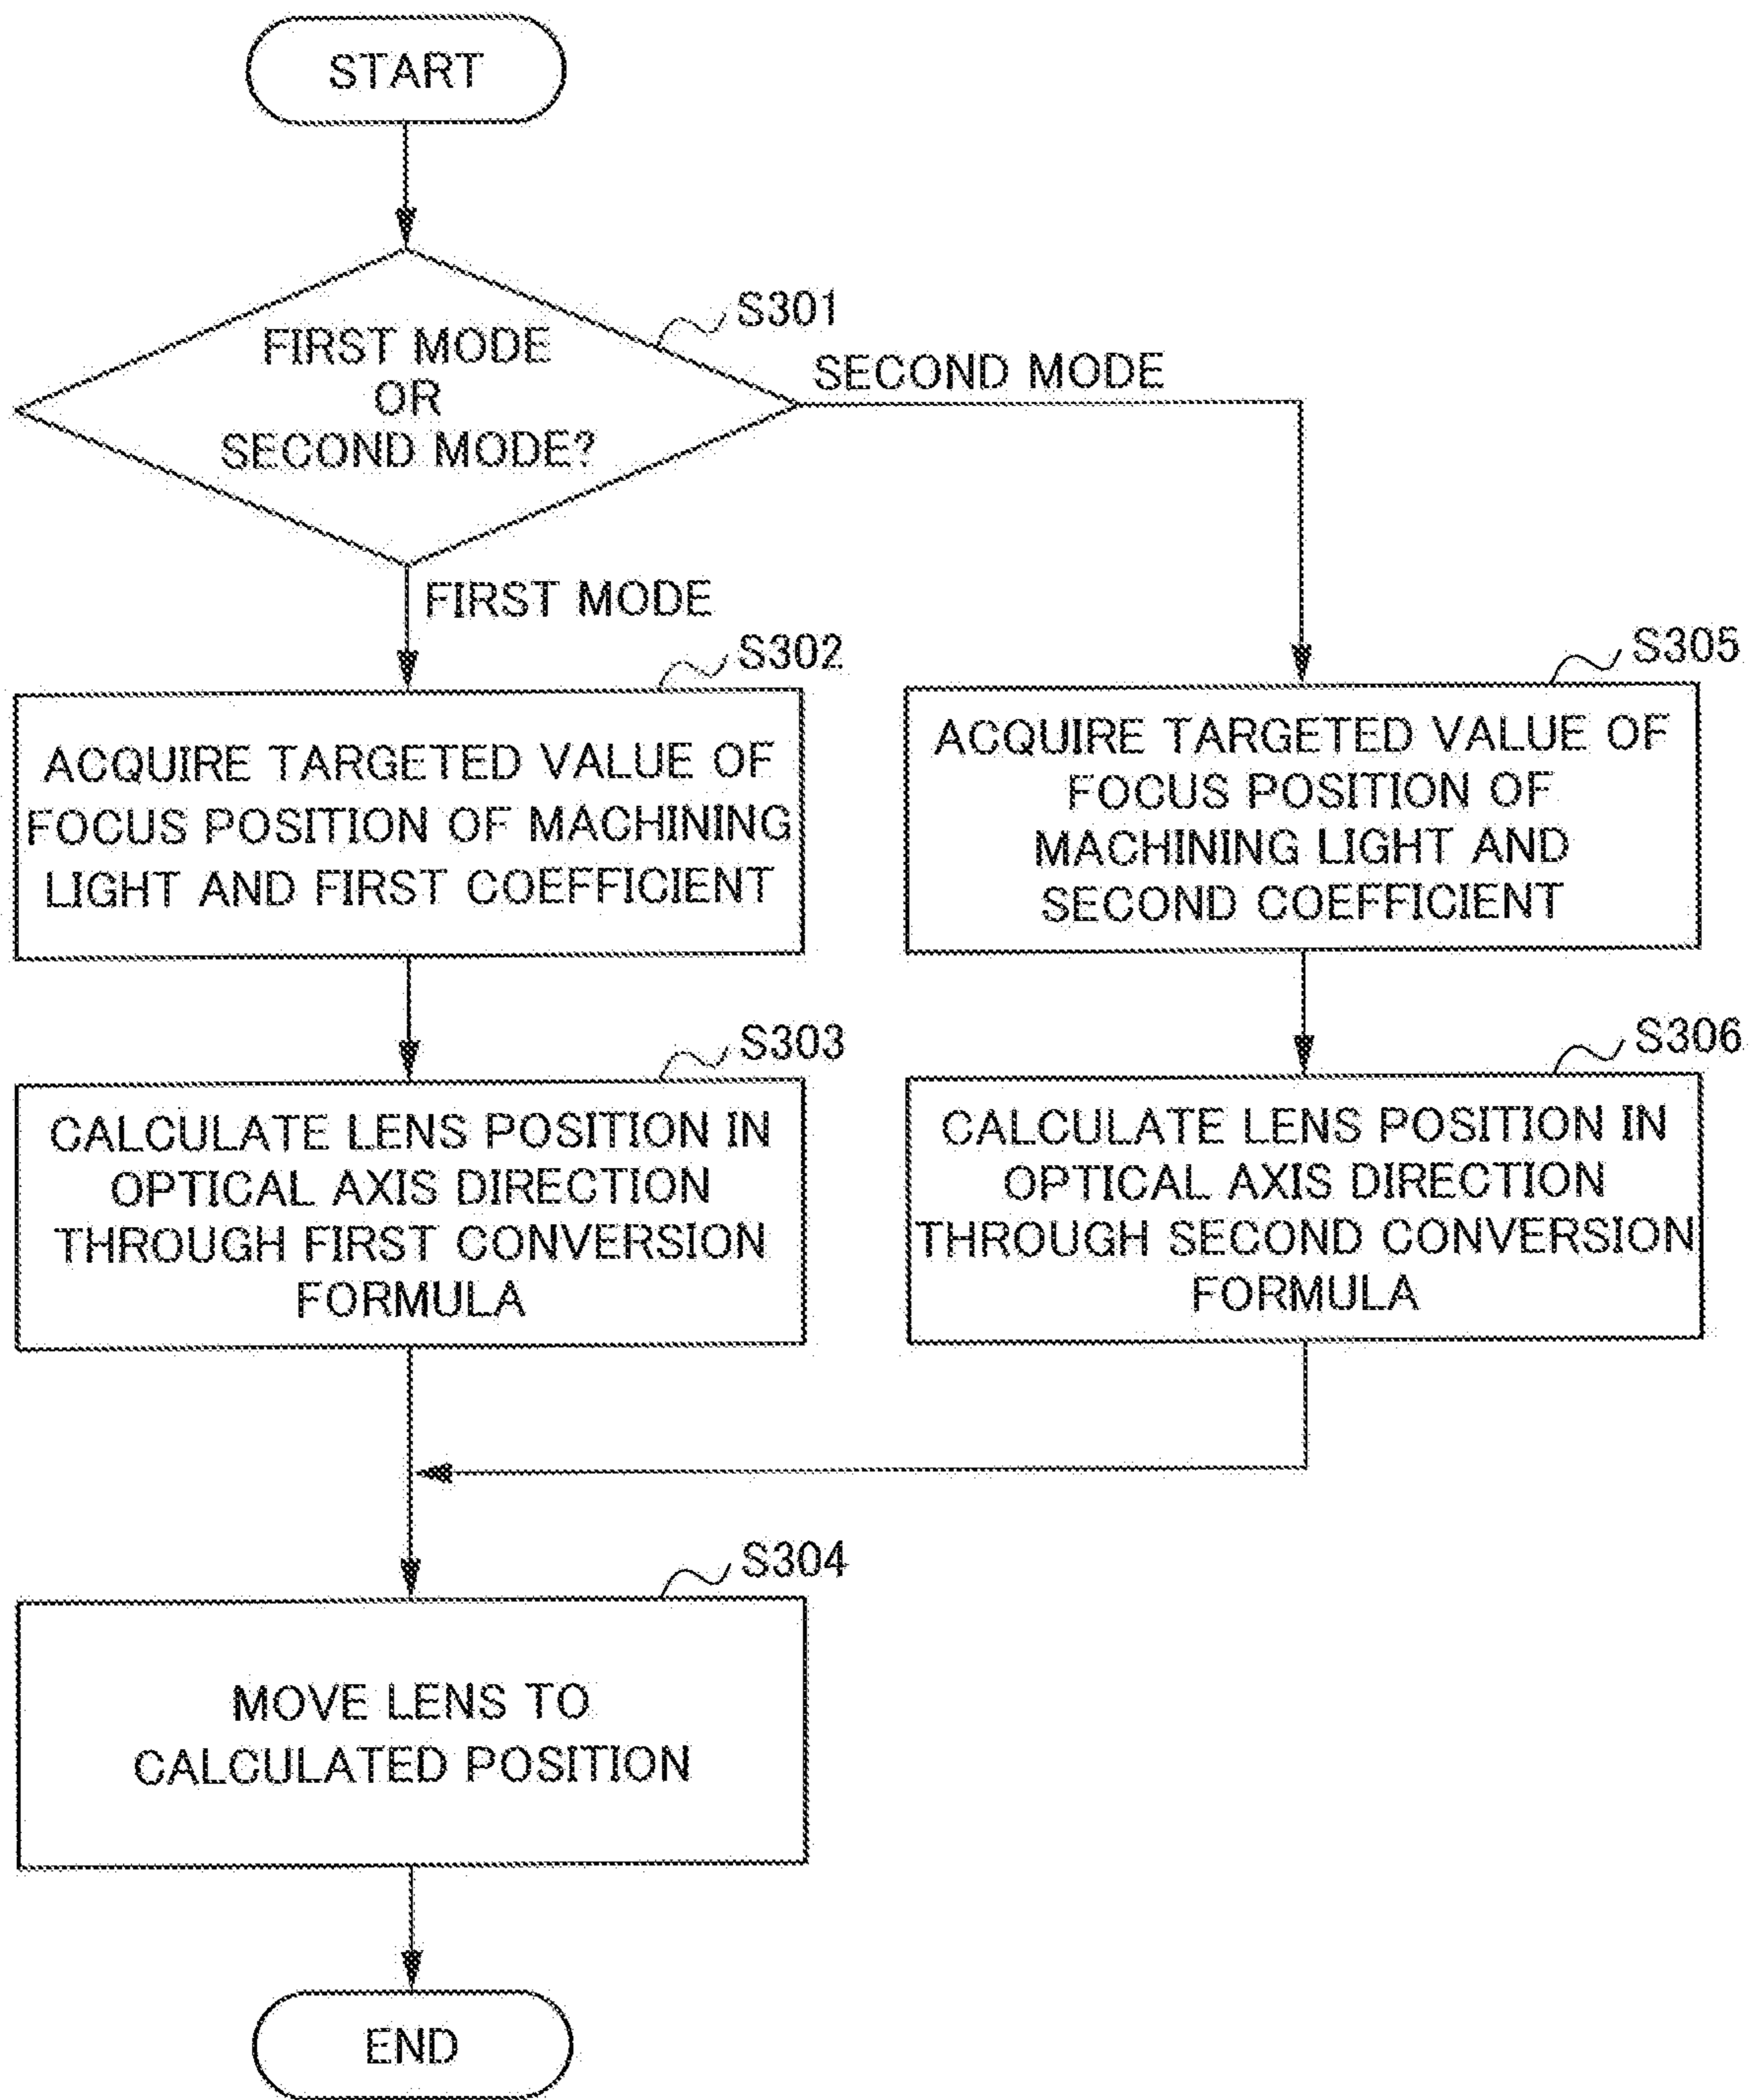 START
S301
FIRST MODE
OR
SECOND MODE?
SECOND MODE
FIRST MODE
S302
ACQUIRE TARGETED VALUE OF
FOCUS POSITION OF MACHINING
LIGHT AND FIRST COEFFICIENT
S305
ACQUIRE TARGETED VALUE OF
FOCUS POSITION OF
MACHINING LIGHT AND
SECOND COEFFICIENT
S303
CALCULATE LENS POSITION IN
OPTICAL AXIS DIRECTION
THROUGH FIRST CONVERSION
FORMULA
S306
CALCULATE LENS POSITION IN
OPTICAL AXIS DIRECTION
THROUGH SECOND CONVERSION
FORMULA
S304
MOVE LENS TO
CALCULATED POSITION
END